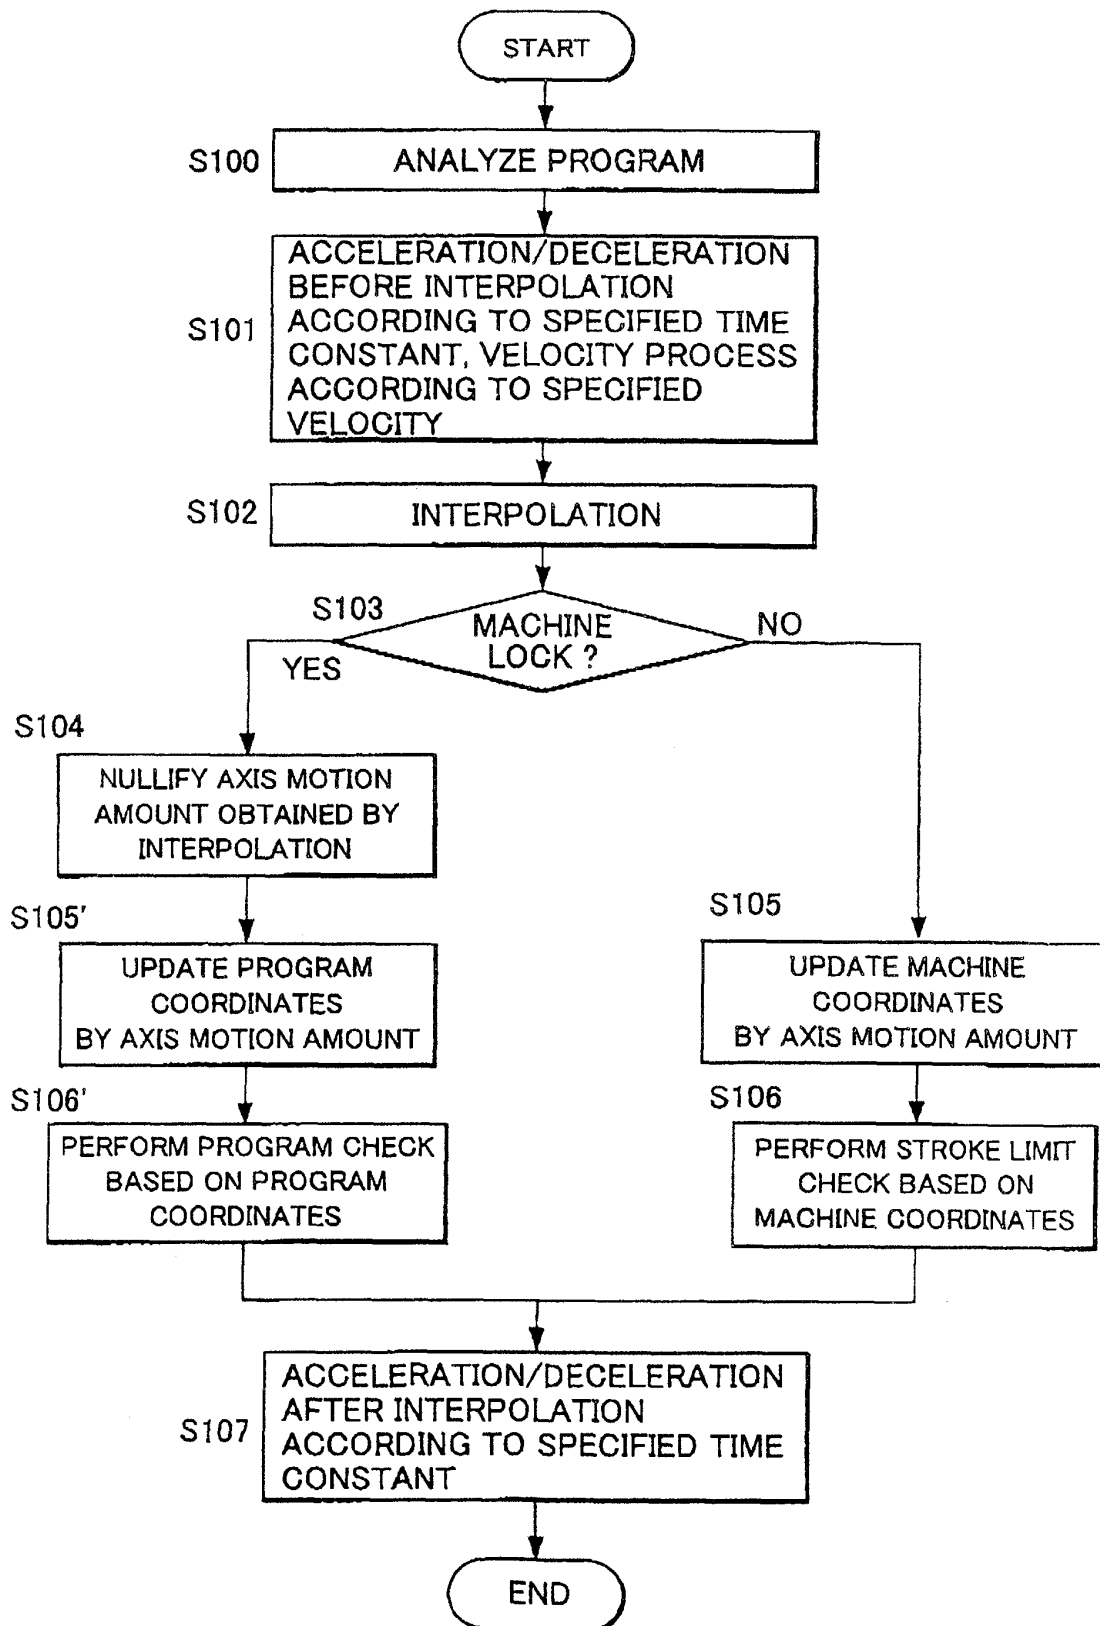 START
S100
ANALYZE PROGRAM
S101
ACCELERATION/DECELERATION
BEFORE INTERPOLATION
ACCORDING TO SPECIFIED TIME
CONSTANT, VELOCITY PROCESS
ACCORDING TO SPECIFIED
VELOCITY
S102
INTERPOLATION
S103
MACHINE
LOCK ?
YES
NO
S104
NULLIFY AXIS MOTION
AMOUNT OBTAINED BY
INTERPOLATION
S105'
UPDATE PROGRAM
COORDINATES
BY AXIS MOTION AMOUNT
S105
UPDATE MACHINE
COORDINATES
BY AXIS MOTION AMOUNT
S106'
PERFORM PROGRAM CHECK
BASED ON PROGRAM
COORDINATES
S106
PERFORM STROKE LIMIT
CHECK BASED ON
MACHINE COORDINATES
S107
ACCELERATION/DECELERATION
AFTER INTERPOLATION
ACCORDING TO SPECIFIED TIME
CONSTANT
END